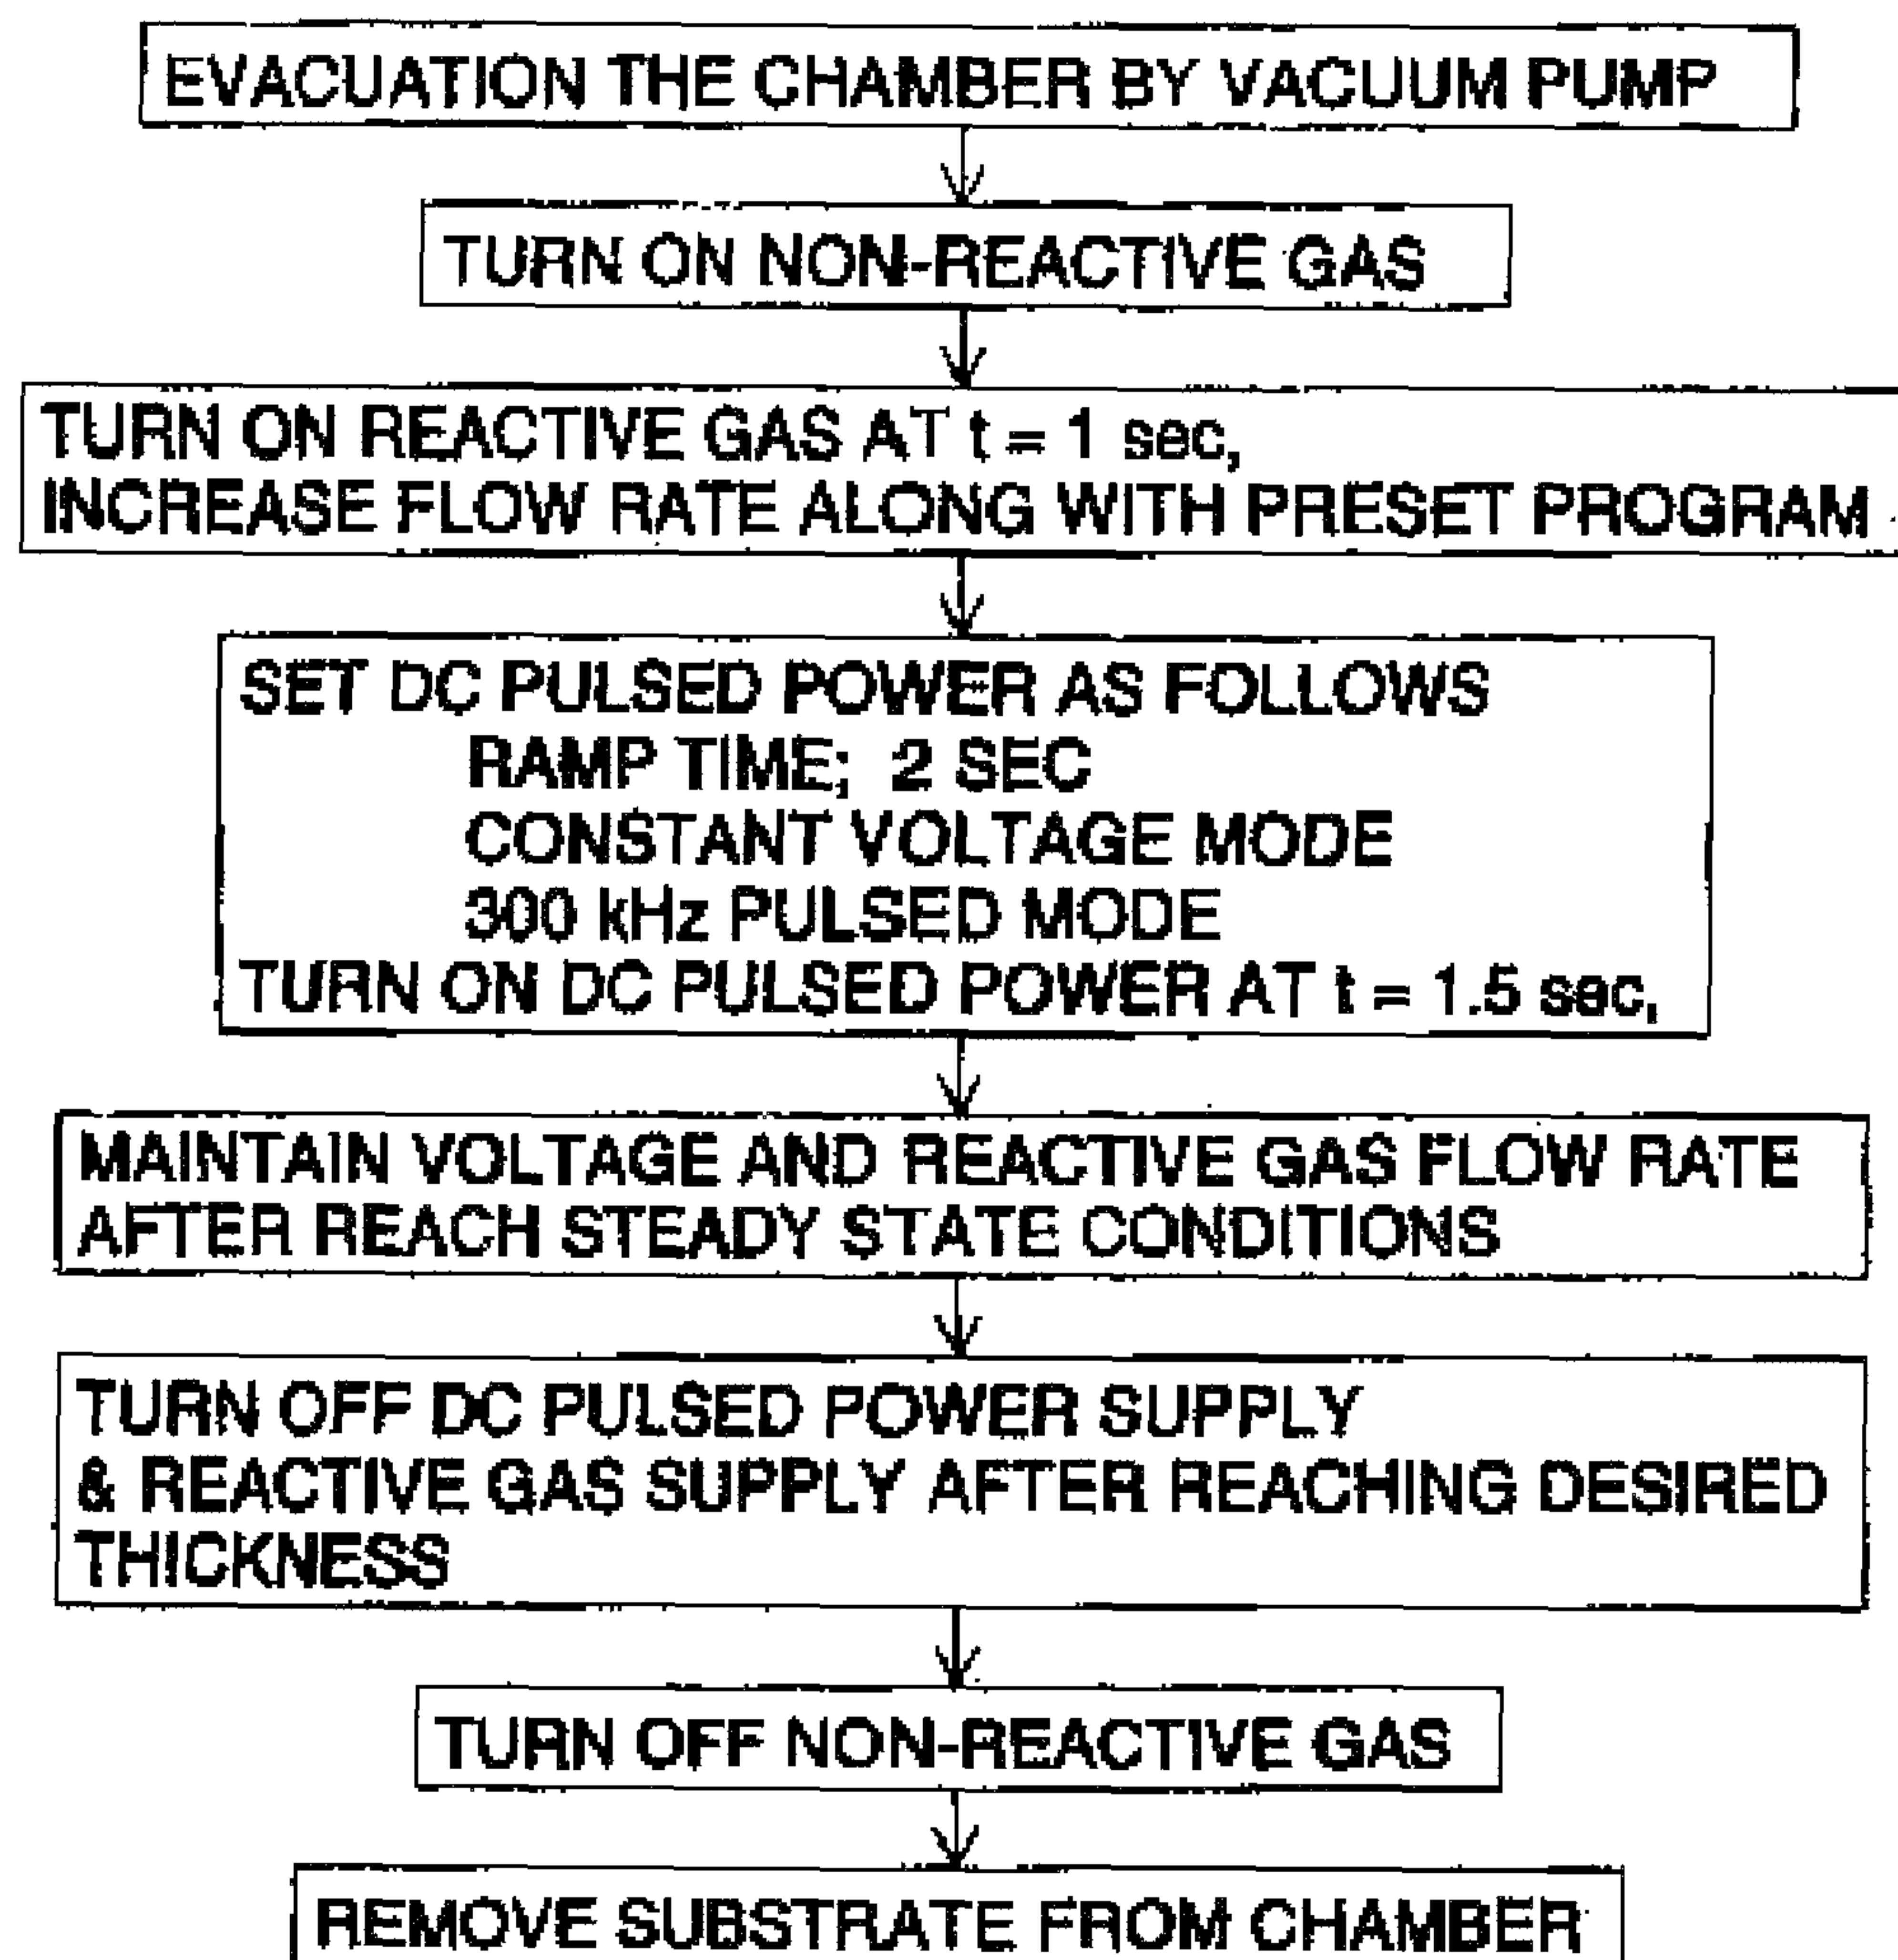 EVACUATION THE CHAMBER BY VACUUM PUMP
TURN ON NON-REACTIVE GAS
TURN ON REACTIVE GAS AT t = 1 sec,
INCREASE FLOW RATE ALONG WITH PRESET PROGRAM
SET DC PULSED POWER AS FOLLOWS
RAMP TIME; 2 SEC
CONSTANT VOLTAGE MODE
300 kHz PULSED MODE
TURN ON DC PULSED POWER AT t = 1.5 sec,
MAINTAIN VOLTAGE AND REACTIVE GAS FLOW RATE
AFTER REACH STEADY STATE CONDITIONS
TURN OFF DC PULSED POWER SUPPLY
& REACTIVE GAS SUPPLY AFTER REACHING DESIRED
THICKNESS
TURN OFF NON-REACTIVE GAS
REMOVE SUBSTRATE FROM CHAMBER